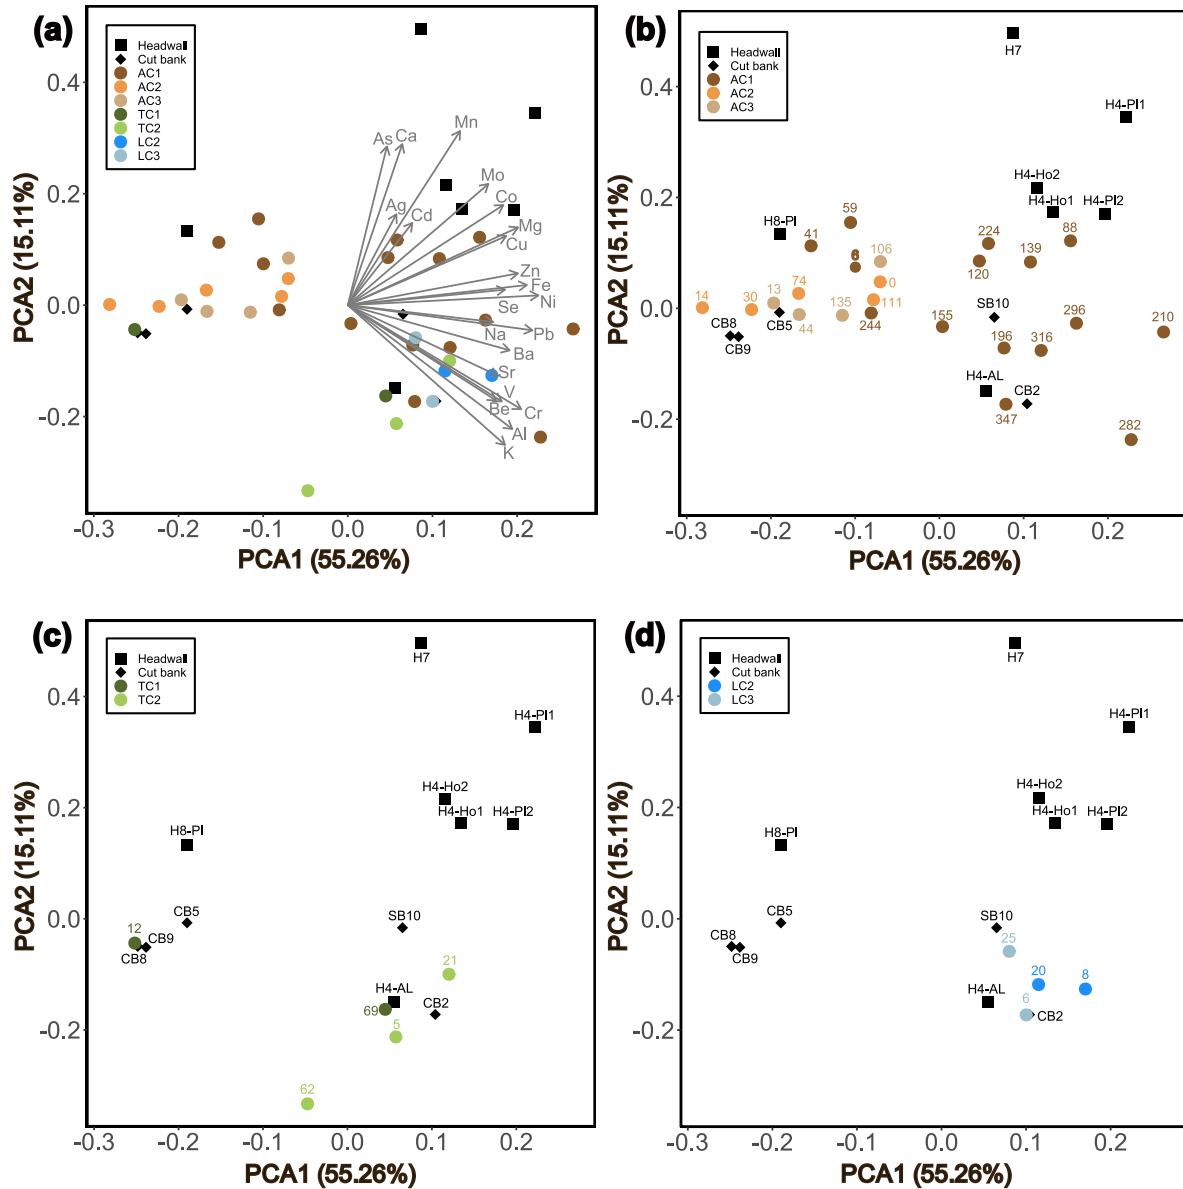 (a)
Headwall
Cut bank
AC1
AC2
AC3
TC1
TC2
LC2
LC3
As
Ca
Mn
Mo
Co
Ag
Cd
Mg
Cu
Zn
Fe
Se
Ni
Na
Pb
Ba
Sr
V
Be
Cr
Al
K
0.4
0.2
0.0
-0.2
-0.3
-0.2
-0.1
0.0
0.1
0.2
PCA2 (15.11%)
PCA1 (55.26%)
(b)
Headwall
Cut bank
AC1
AC2
AC3
H7
H4-PI1
H4-Ho2
H4-Ho1
H4-PI2
H8-PI
59
41
6
106
224
139
88
120
14
30
74
0
13
135
111
44
244
CB5
CB8
CB9
155
SB10
196
316
296
210
H4-AL
CB2
347
282
0.4
0.2
0.0
-0.2
-0.3
-0.2
-0.1
0.0
0.1
0.2
PCA2 (15.11%)
PCA1 (55.26%)
(c)
Headwall
Cut bank
TC1
TC2
H7
H4-PI1
H4-Ho2
H4-Ho1
H4-PI2
H8-PI
CB5
12
CB9
CB8
SB10
21
H4-AL
CB2
69
5
62
0.4
0.2
0.0
-0.2
-0.3
-0.2
-0.1
0.0
0.1
0.2
PCA2 (15.11%)
PCA1 (55.26%)
(d)
Headwall
Cut bank
LC2
LC3
H7
H4-PI1
H4-Ho2
H4-Ho1
H4-PI2
H8-PI
CB5
CB8
CB9
SB10
25
20
8
H4-AL
6
CB2
0.4
0.2
0.0
-0.2
-0.3
-0.2
-0.1
0.0
0.1
0.2
PCA2 (15.11%)
PCA1 (55.26%)